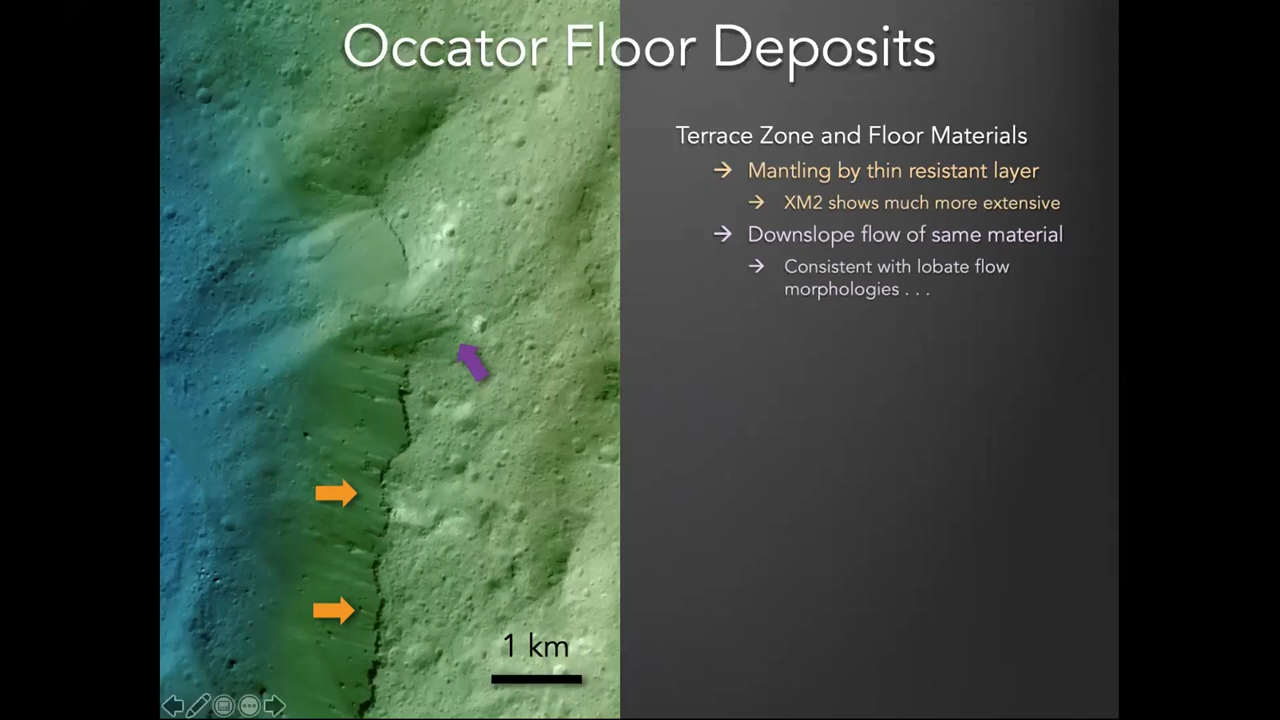 Occator Floor Deposits
Terrace Zone and Floor Materials
→ Mantling by thin resistant layer
→ XM2 shows much more extensive
→ Downslope flow of same material
→ Consistent with lobate flow
morphologies . . .
1 km